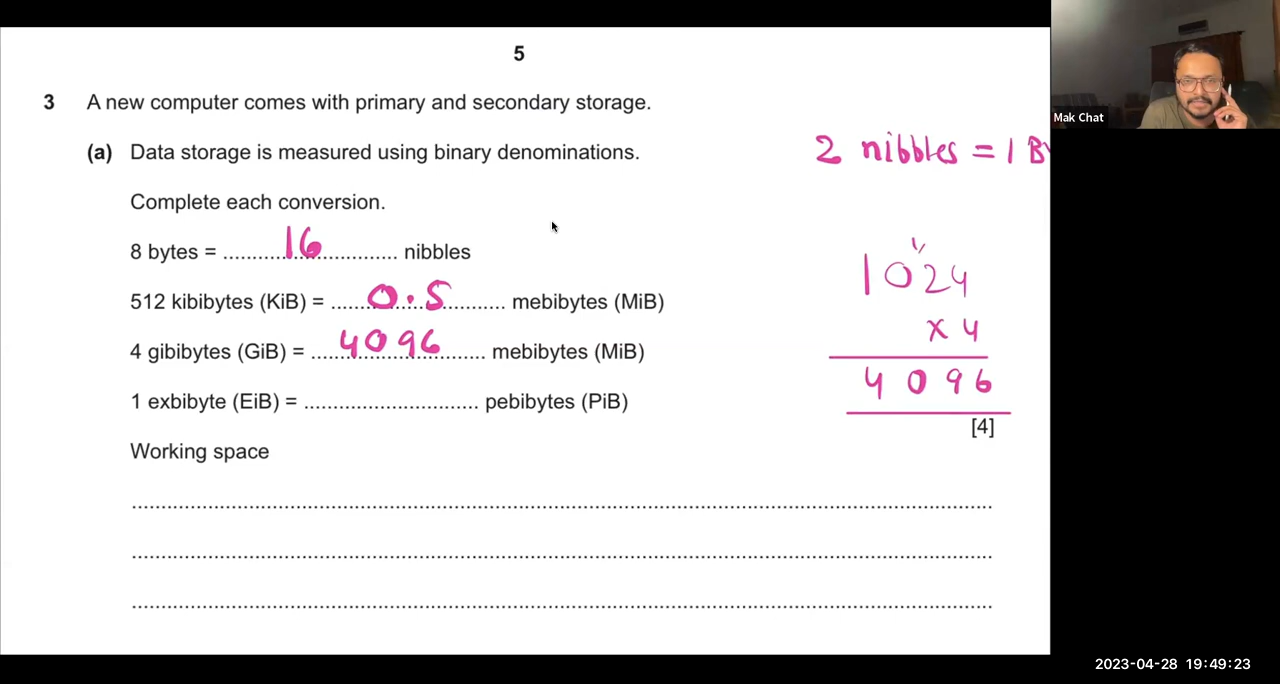 5
3 A new computer comes with primary and secondary storage.
(a) Data storage is measured using binary denominations.
2 nibbles = 1 B
Complete each conversion.
8 bytes = ..........16.......... nibbles
512 kibibytes (KiB) = ..........0.5.......... mebibytes (MiB)
4 gibibytes (GiB) = ..........4096.......... mebibytes (MiB)
1 exbibyte (EiB) = .............................. pebibytes (PiB)
1024
x 4
4096
[4]
Working space
Mak Chat
2023-04-28 19:49:23